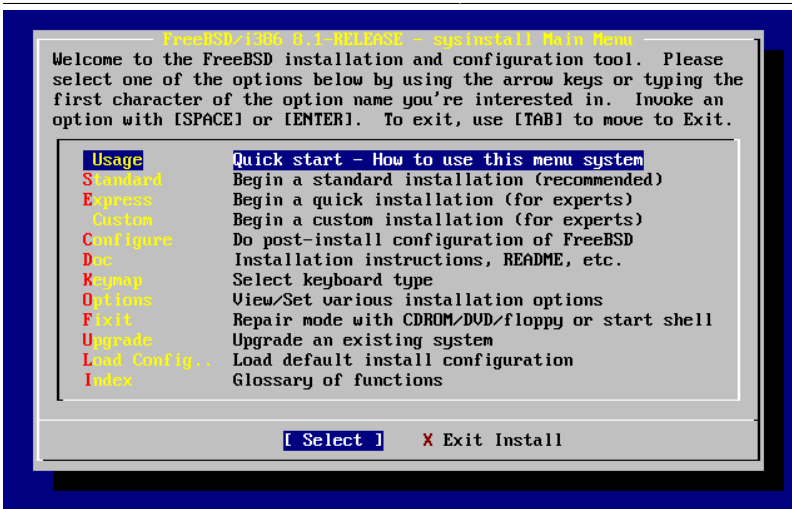 FreeBSD/i386 8.1-RELEASE - sysinstall Main Menu
Welcome to the FreeBSD installation and configuration tool.  Please
select one of the options below by using the arrow keys or typing the
first character of the option name you're interested in.  Invoke an
option with [SPACE] or [ENTER].  To exit, use [TAB] to move to Exit.
Usage Quick start - How to use this menu system
Standard Begin a standard installation (recommended)
Express Begin a quick installation (for experts)
Custom Begin a custom installation (for experts)
Configure Do post-install configuration of FreeBSD
Doc Installation instructions, README, etc.
Keymap Select keyboard type
Options View/Set various installation options
Fixit Repair mode with CDROM/DVD/floppy or start shell
Upgrade Upgrade an existing system
Load Config.. Load default install configuration
Index Glossary of functions
[ Select ] X Exit Install